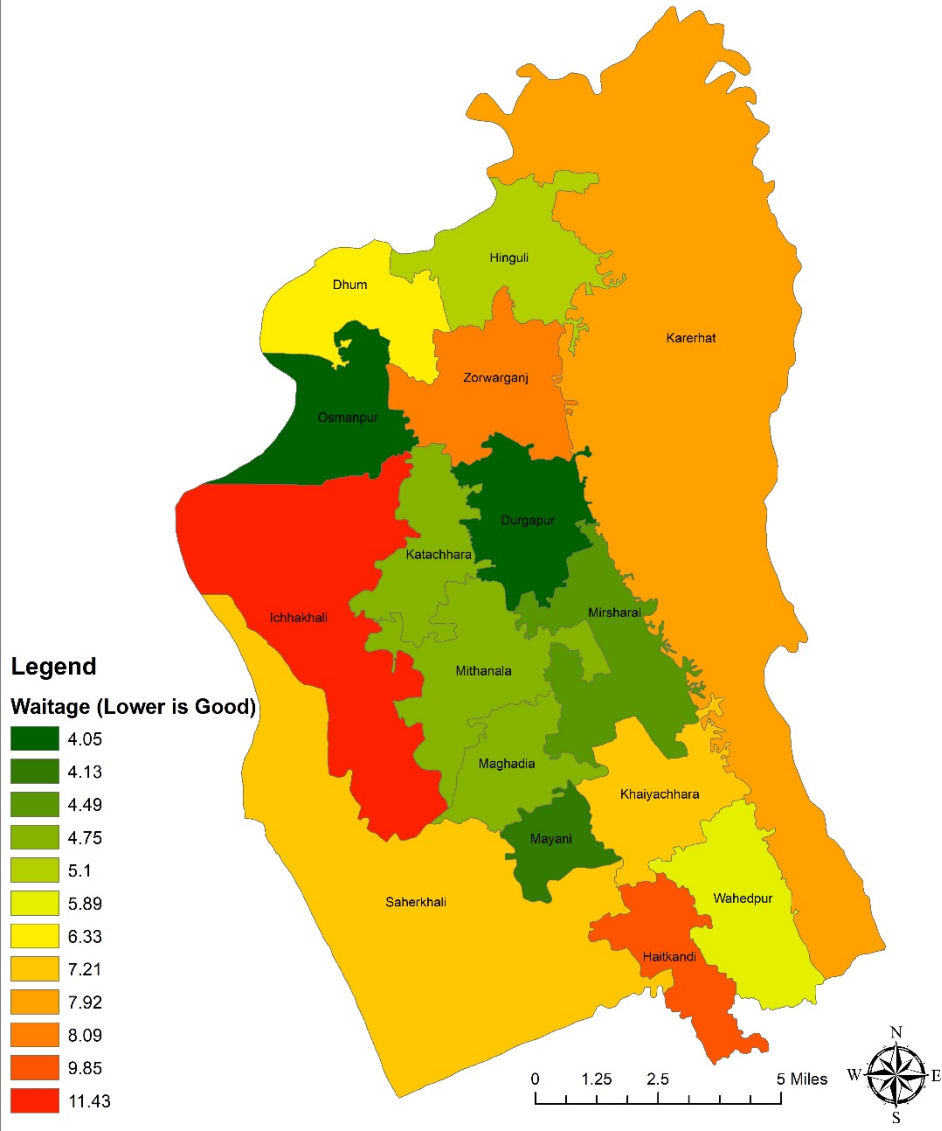 Hinguli
Dhum
Karerhat
Zorwarganj
Osmanpur
Durgapur
Katachhara
Mirsharai
Ichhakhali
Mithanala
Maghadia
Khaiyachhara
Mayani
Wahedpur
Saherkhali
Haitkandi
Legend
Waitage (Lower is Good)
4.05
4.13
4.49
4.75
5.1
5.89
6.33
7.21
7.92
8.09
9.85
11.43
0 1.25 2.5 5 Miles
N
W E
S